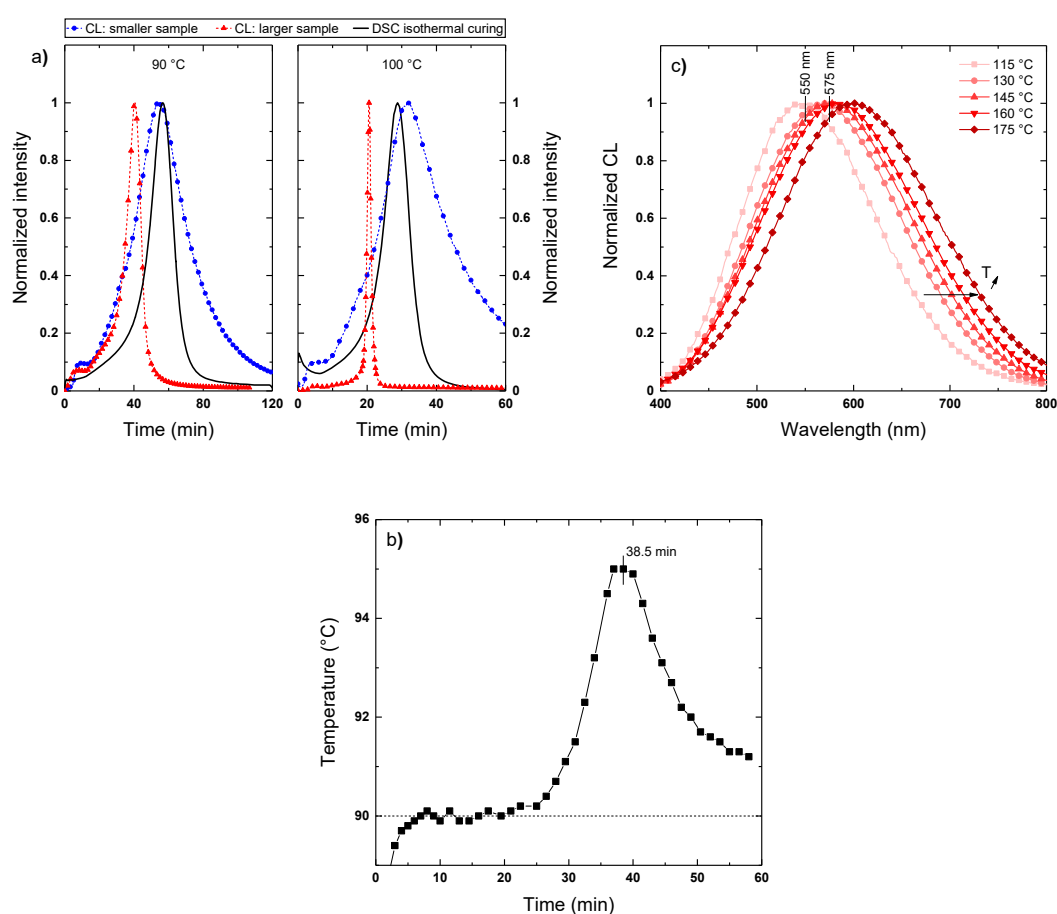 CL: smaller sample CL: larger sample DSC isothermal curing
a)
90 °C
100 °C
Normalized intensity
0
0.2
0.4
0.6
0.8
1
0 40 80 120
Time (min)
0 20 40 60
Time (min)
0
0.2
0.4
0.6
0.8
1
Normalized intensity
c)
550 nm
575 nm
115 °C
130 °C
145 °C
160 °C
175 °C
T
Normalized CL
0
0.2
0.4
0.6
0.8
1
400 500 600 700 800
Wavelength (nm)
b)
38.5 min
Temperature (°C)
96
94
92
90
0 10 20 30 40 50 60
Time (min)